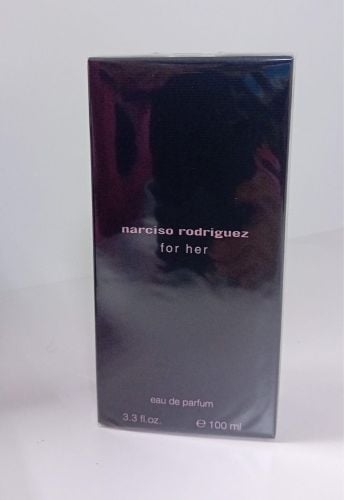 narciso rodriguez
for her
eau de parfum
3.3 fl.oz. ℮ 100 ml